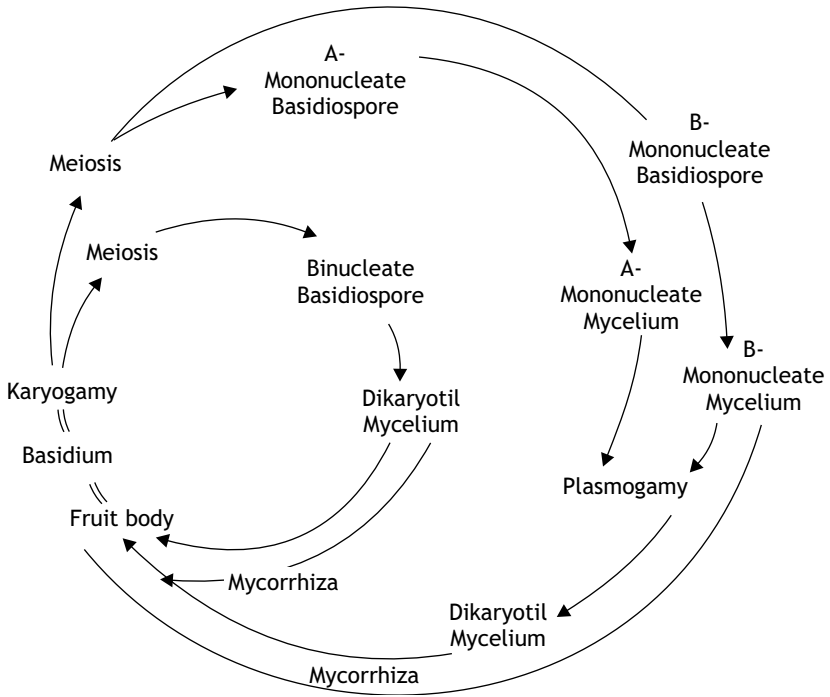 A-
Mononucleate
Basidiospore
B-
Mononucleate
Basidiospore
Meiosis
Meiosis
Binucleate
Basidiospore
A-
Mononucleate
Mycelium
B-
Mononucleate
Mycelium
Karyogamy
Dikaryotil
Mycelium
Basidium
Plasmogamy
Fruit body
Mycorrhiza
Dikaryotil
Mycelium
Mycorrhiza